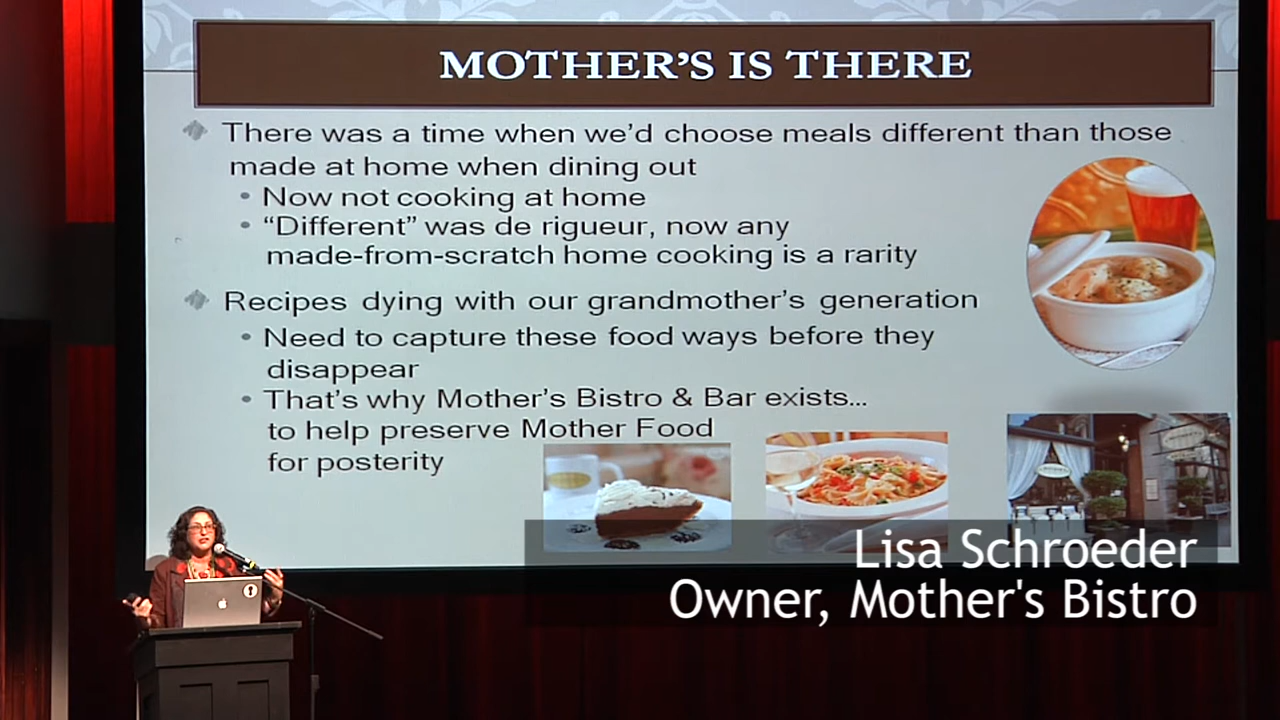 MOTHER'S IS THERE
There was a time when we'd choose meals different than those
made at home when dining out
• Now not cooking at home
• “Different” was de rigueur, now any
made-from-scratch home cooking is a rarity
Recipes dying with our grandmother's generation
• Need to capture these food ways before they
disappear
• That's why Mother's Bistro & Bar exists...
to help preserve Mother Food
for posterity
Lisa Schroeder
Owner, Mother's Bistro